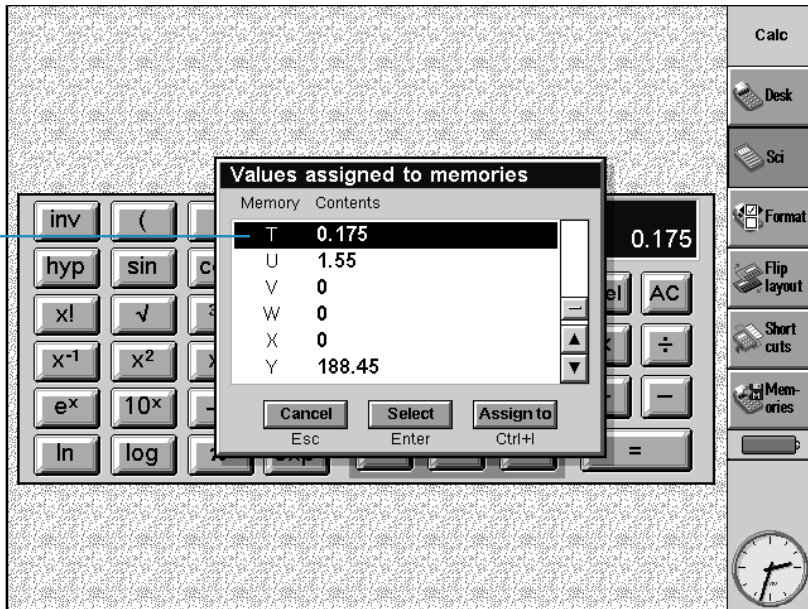 Calc
Desk
Sci
Format
Flip
layout
Short
cuts
Mem-
ories
Values assigned to memories
Memory Contents
T 0.175
U 1.55
V 0
W 0
X 0
Y 188.45
Cancel Select Assign to
Esc Enter Ctrl+I
0.175
inv (
hyp sin
AC
x! √
x⁻¹ x² ÷
eˣ 10ˣ −
ln log =